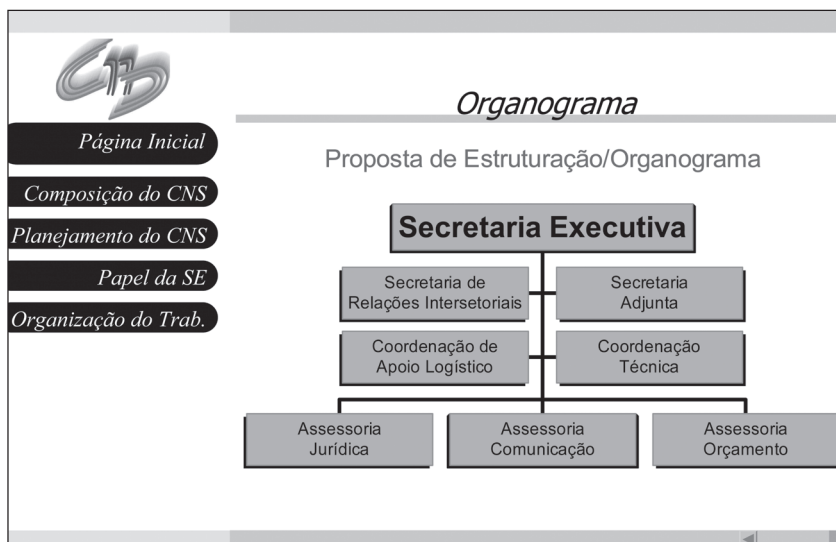 Organograma
Página Inicial
Composição do CNS
Planejamento do CNS
Papel da SE
Organização do Trab.
Proposta de Estruturação/Organograma
Secretaria Executiva
Secretaria de
Relações Intersetoriais
Secretaria
Adjunta
Coordenação de
Apoio Logístico
Coordenação
Técnica
Assessoria
Jurídica
Assessoria
Comunicação
Assessoria
Orçamento